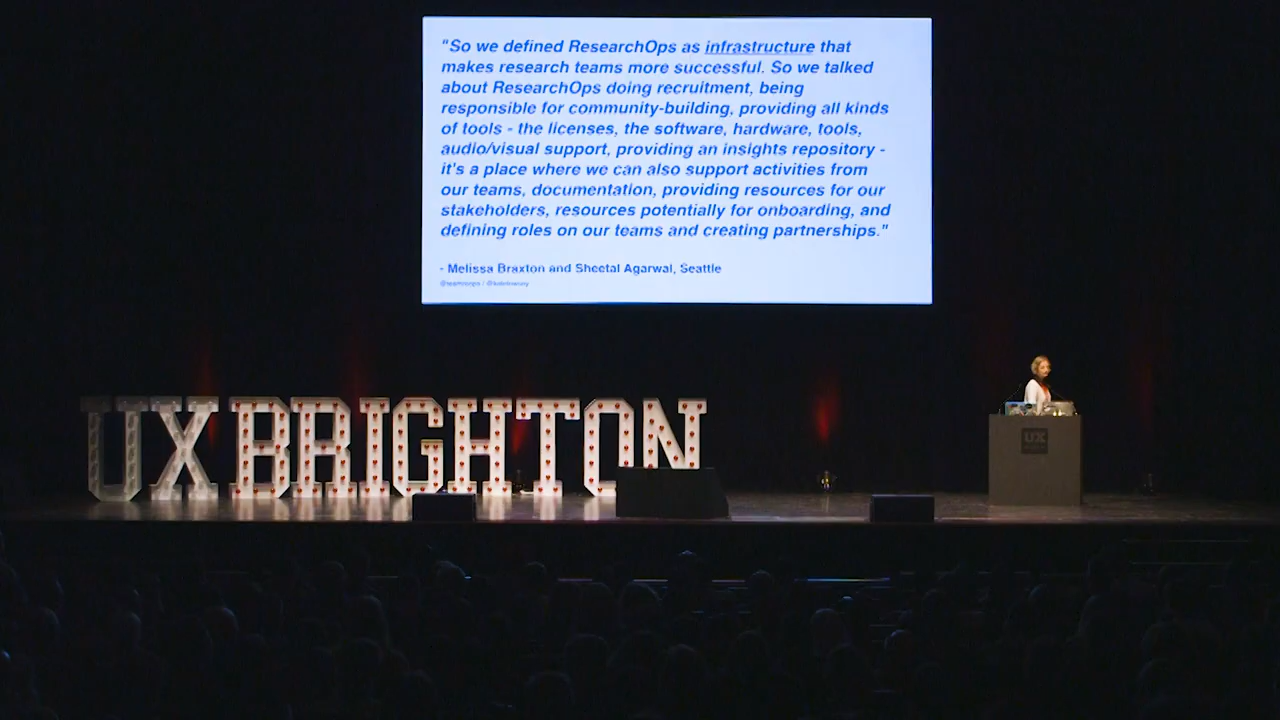 "So we defined ResearchOps as infrastructure that
makes research teams more successful. So we talked
about ResearchOps doing recruitment, being
responsible for community-building, providing all kinds
of tools - the licenses, the software, hardware, tools,
audio/visual support, providing an insights repository -
it's a place where we can also support activities from
our teams, documentation, providing resources for our
stakeholders, resources potentially for onboarding, and
defining roles on our teams and creating partnerships."
- Melissa Braxton and Sheetal Agarwal, Seattle
UX BRIGHTON
UX